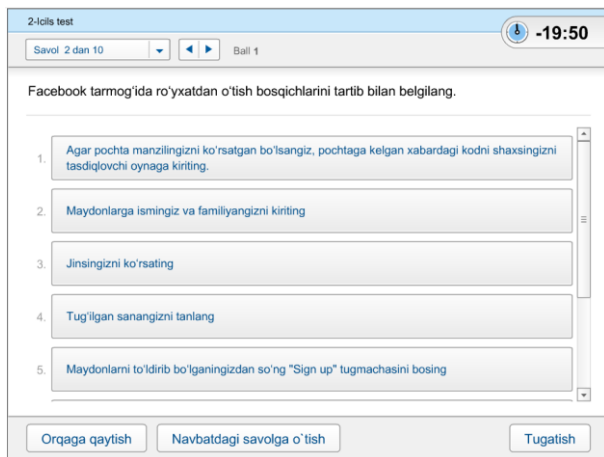 2-Icils test
Savol 2 dan 10
Ball 1
-19:50
Facebook tarmog‘ida ro‘yxatdan o‘tish bosqichlarini tartib bilan belgilang.
1. Agar pochta manzilingizni ko‘rsatgan bo‘lsangiz, pochtaga kelgan xabardagi kodni shaxsingizni
tasdiqlovchi oynaga kiriting.
2. Maydonlarga ismingiz va familiyangizni kiriting
3. Jinsingizni ko‘rsating
4. Tug‘ilgan sanangizni tanlang
5. Maydonlarni to‘ldirib bo‘lganingizdan so‘ng "Sign up" tugmachasini bosing
Orqaga qaytish
Navbatdagi savolga o`tish
Tugatish